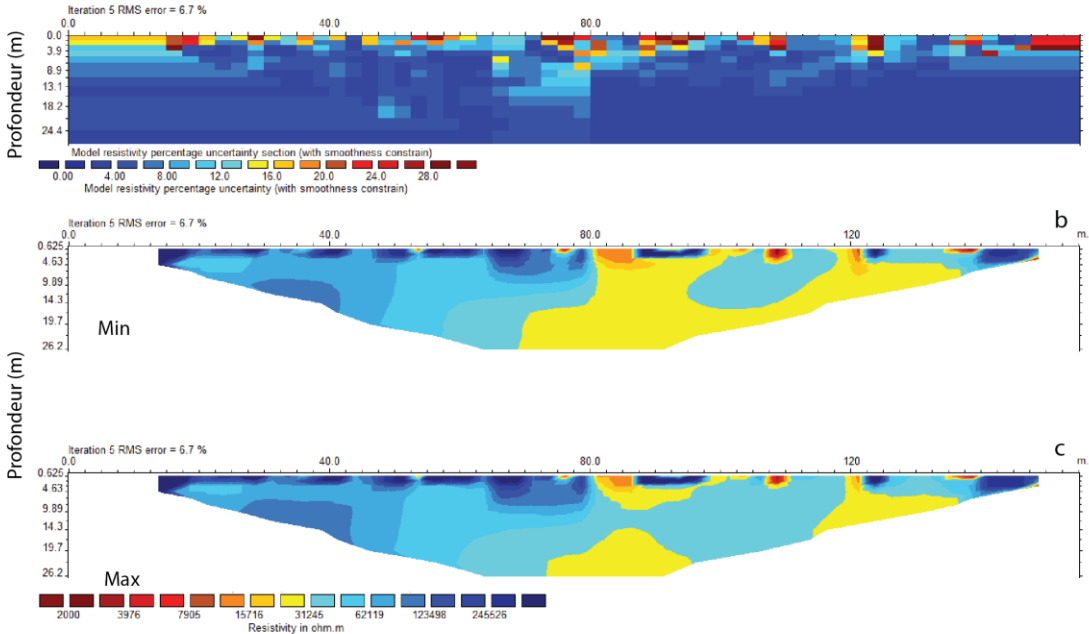 Iteration 5 RMS error = 6.7 %
0.0 40.0 80.0
Profondeur (m)
0.0
3.9
8.9
13.1
18.2
24.4
Model resistivity percentage uncertainty section (with smoothness constrain)
0.00 4.00 8.00 12.0 16.0 20.0 24.0 28.0
Model resistivity percentage uncertainty (with smoothness constrain)
Iteration 5 RMS error = 6.7 %
b
0.0 40.0 80.0 120 m.
0.625
4.63
9.89
14.3
19.7
26.2
Min
Profondeur (m)
Iteration 5 RMS error = 6.7 %
c
0.0 40.0 80.0 120 m.
0.625
4.63
9.89
14.3
19.7
26.2
Max
2000 3976 7905 15716 31245 62119 123498 245526
Resistivity in ohm.m